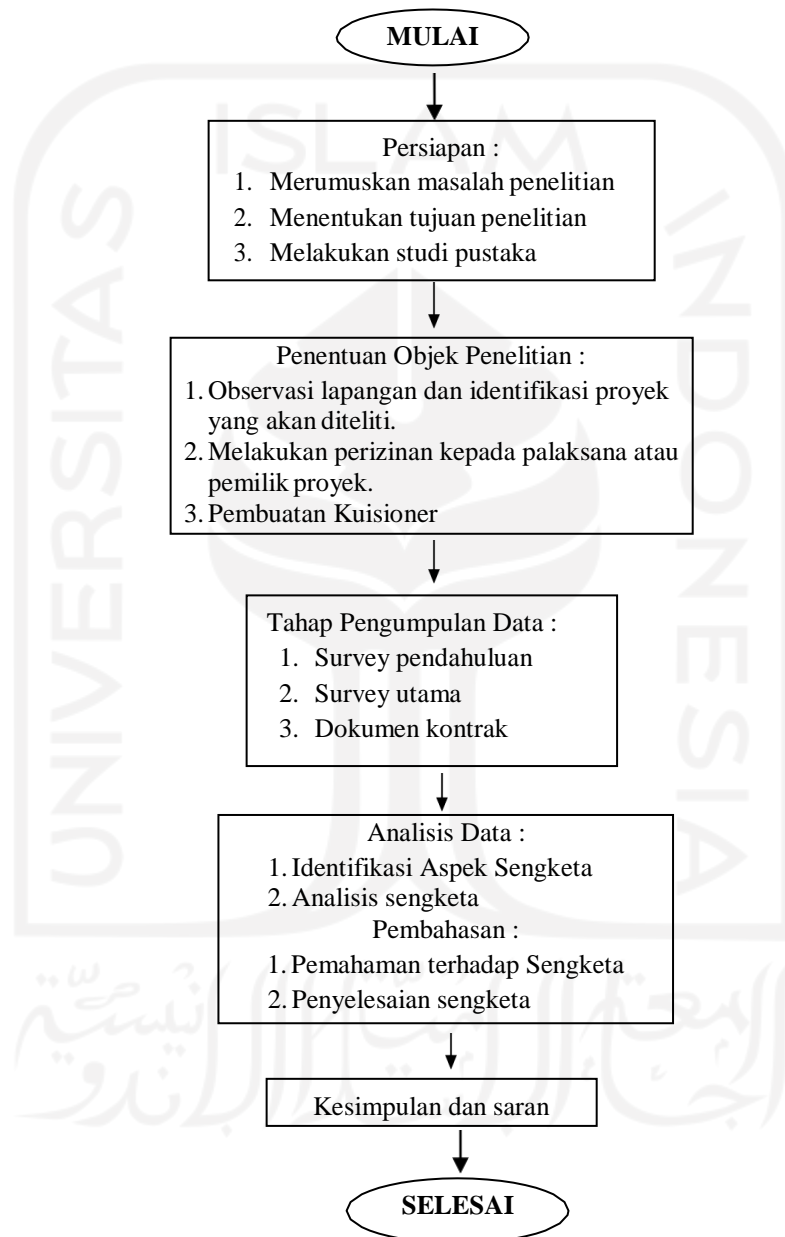 MULAI
Persiapan :
1. Merumuskan masalah penelitian
2. Menentukan tujuan penelitian
3. Melakukan studi pustaka
Penentuan Objek Penelitian :
1. Observasi lapangan dan identifikasi proyek
yang akan diteliti.
2. Melakukan perizinan kepada palaksana atau
pemilik proyek.
3. Pembuatan Kuisioner
Tahap Pengumpulan Data :
1. Survey pendahuluan
2. Survey utama
3. Dokumen kontrak
Analisis Data :
1. Identifikasi Aspek Sengketa
2. Analisis sengketa
Pembahasan :
1. Pemahaman terhadap Sengketa
2. Penyelesaian sengketa
Kesimpulan dan saran
SELESAI
UNIVERSITAS
ISLAM
INDONESIA